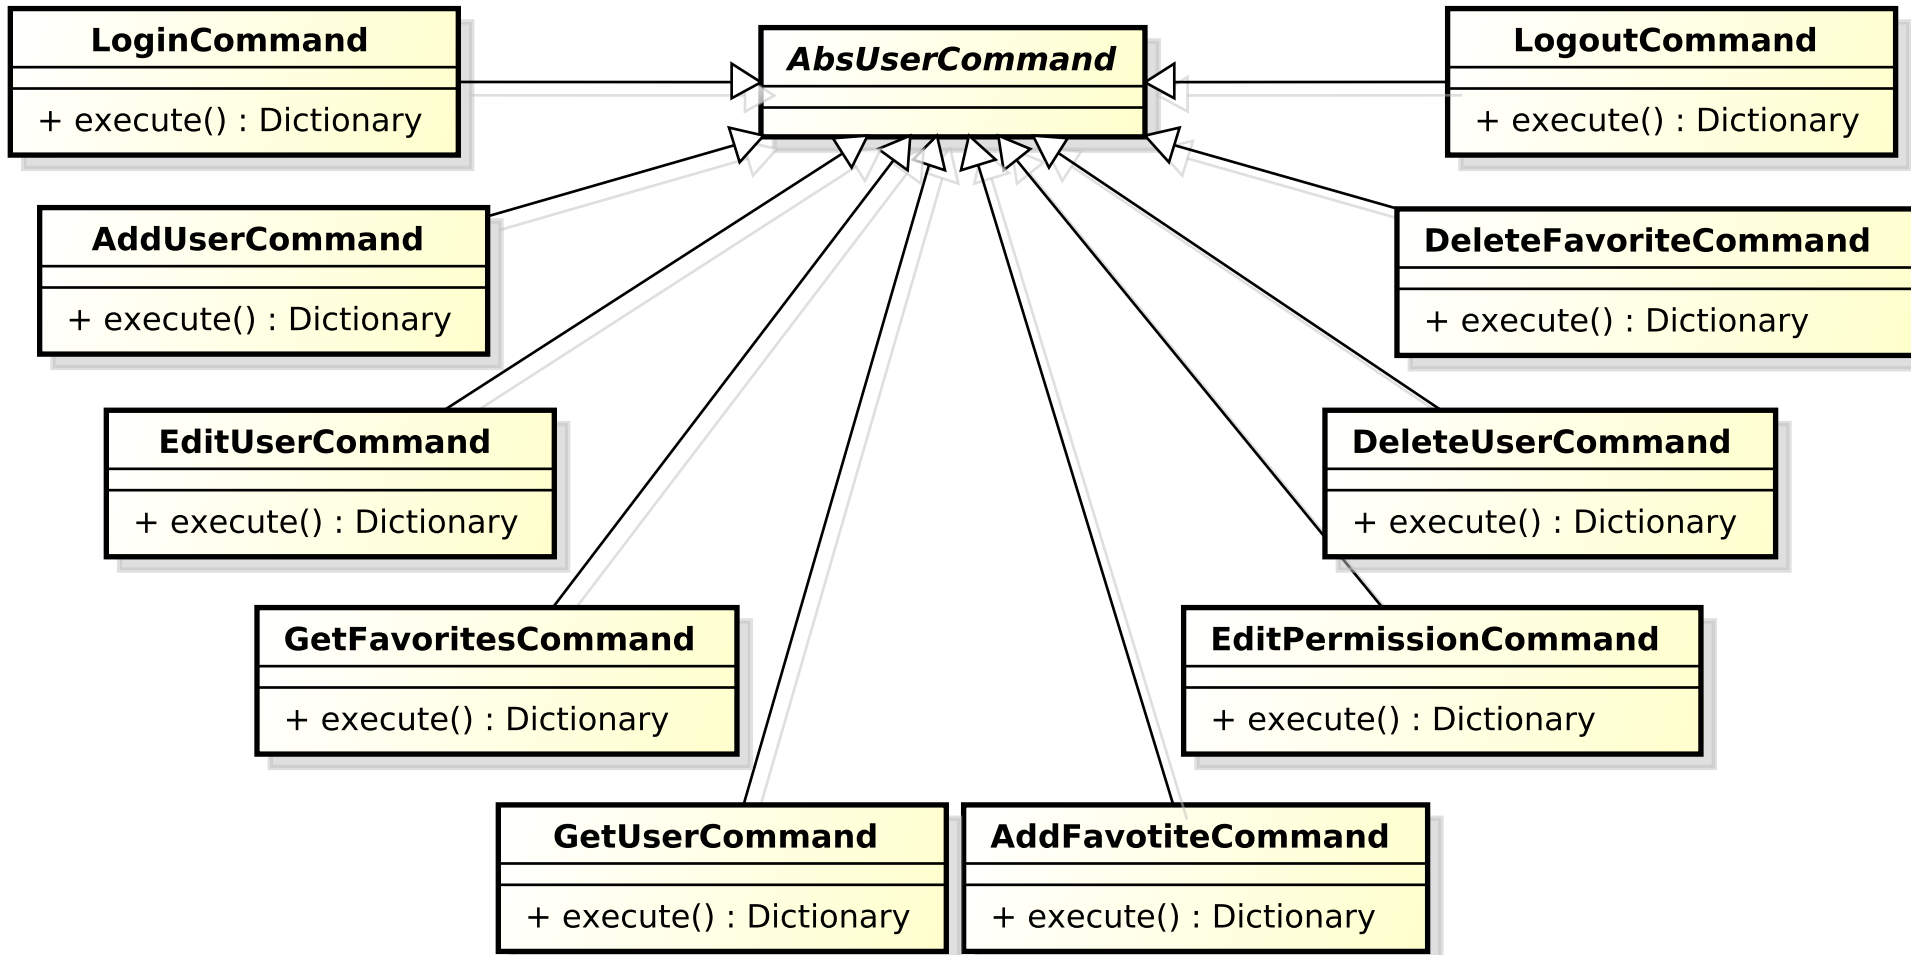 LoginCommand
+ execute() : Dictionary
AbsUserCommand
LogoutCommand
+ execute() : Dictionary
AddUserCommand
+ execute() : Dictionary
DeleteFavoriteCommand
+ execute() : Dictionary
EditUserCommand
+ execute() : Dictionary
DeleteUserCommand
+ execute() : Dictionary
GetFavoritesCommand
+ execute() : Dictionary
EditPermissionCommand
+ execute() : Dictionary
GetUserCommand
+ execute() : Dictionary
AddFavotiteCommand
+ execute() : Dictionary